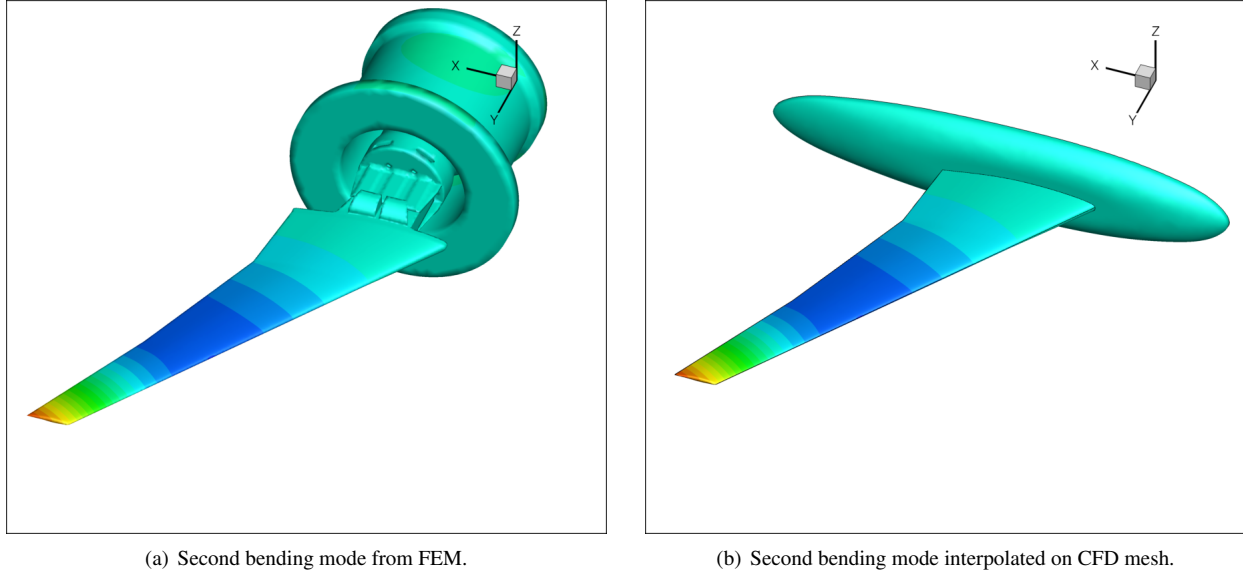 Z
X
Y
Z
X
Y
(a) Second bending mode from FEM.
(b) Second bending mode interpolated on CFD mesh.